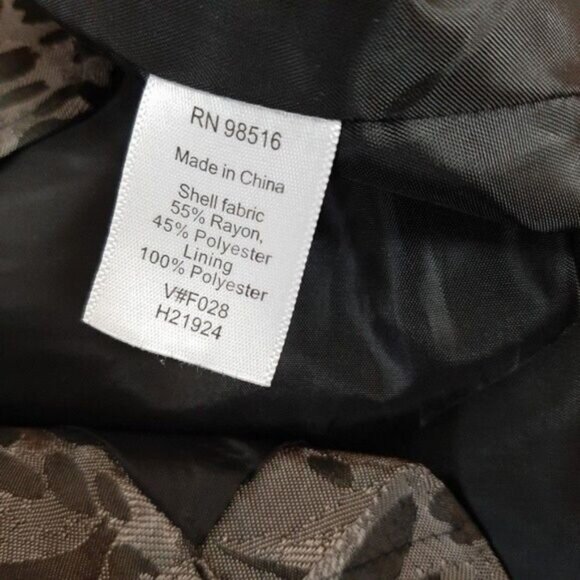 RN 98516
Made in China
Shell fabric
55% Rayon,
45% Polyester
Lining
100% Polyester
V#F028
H21924